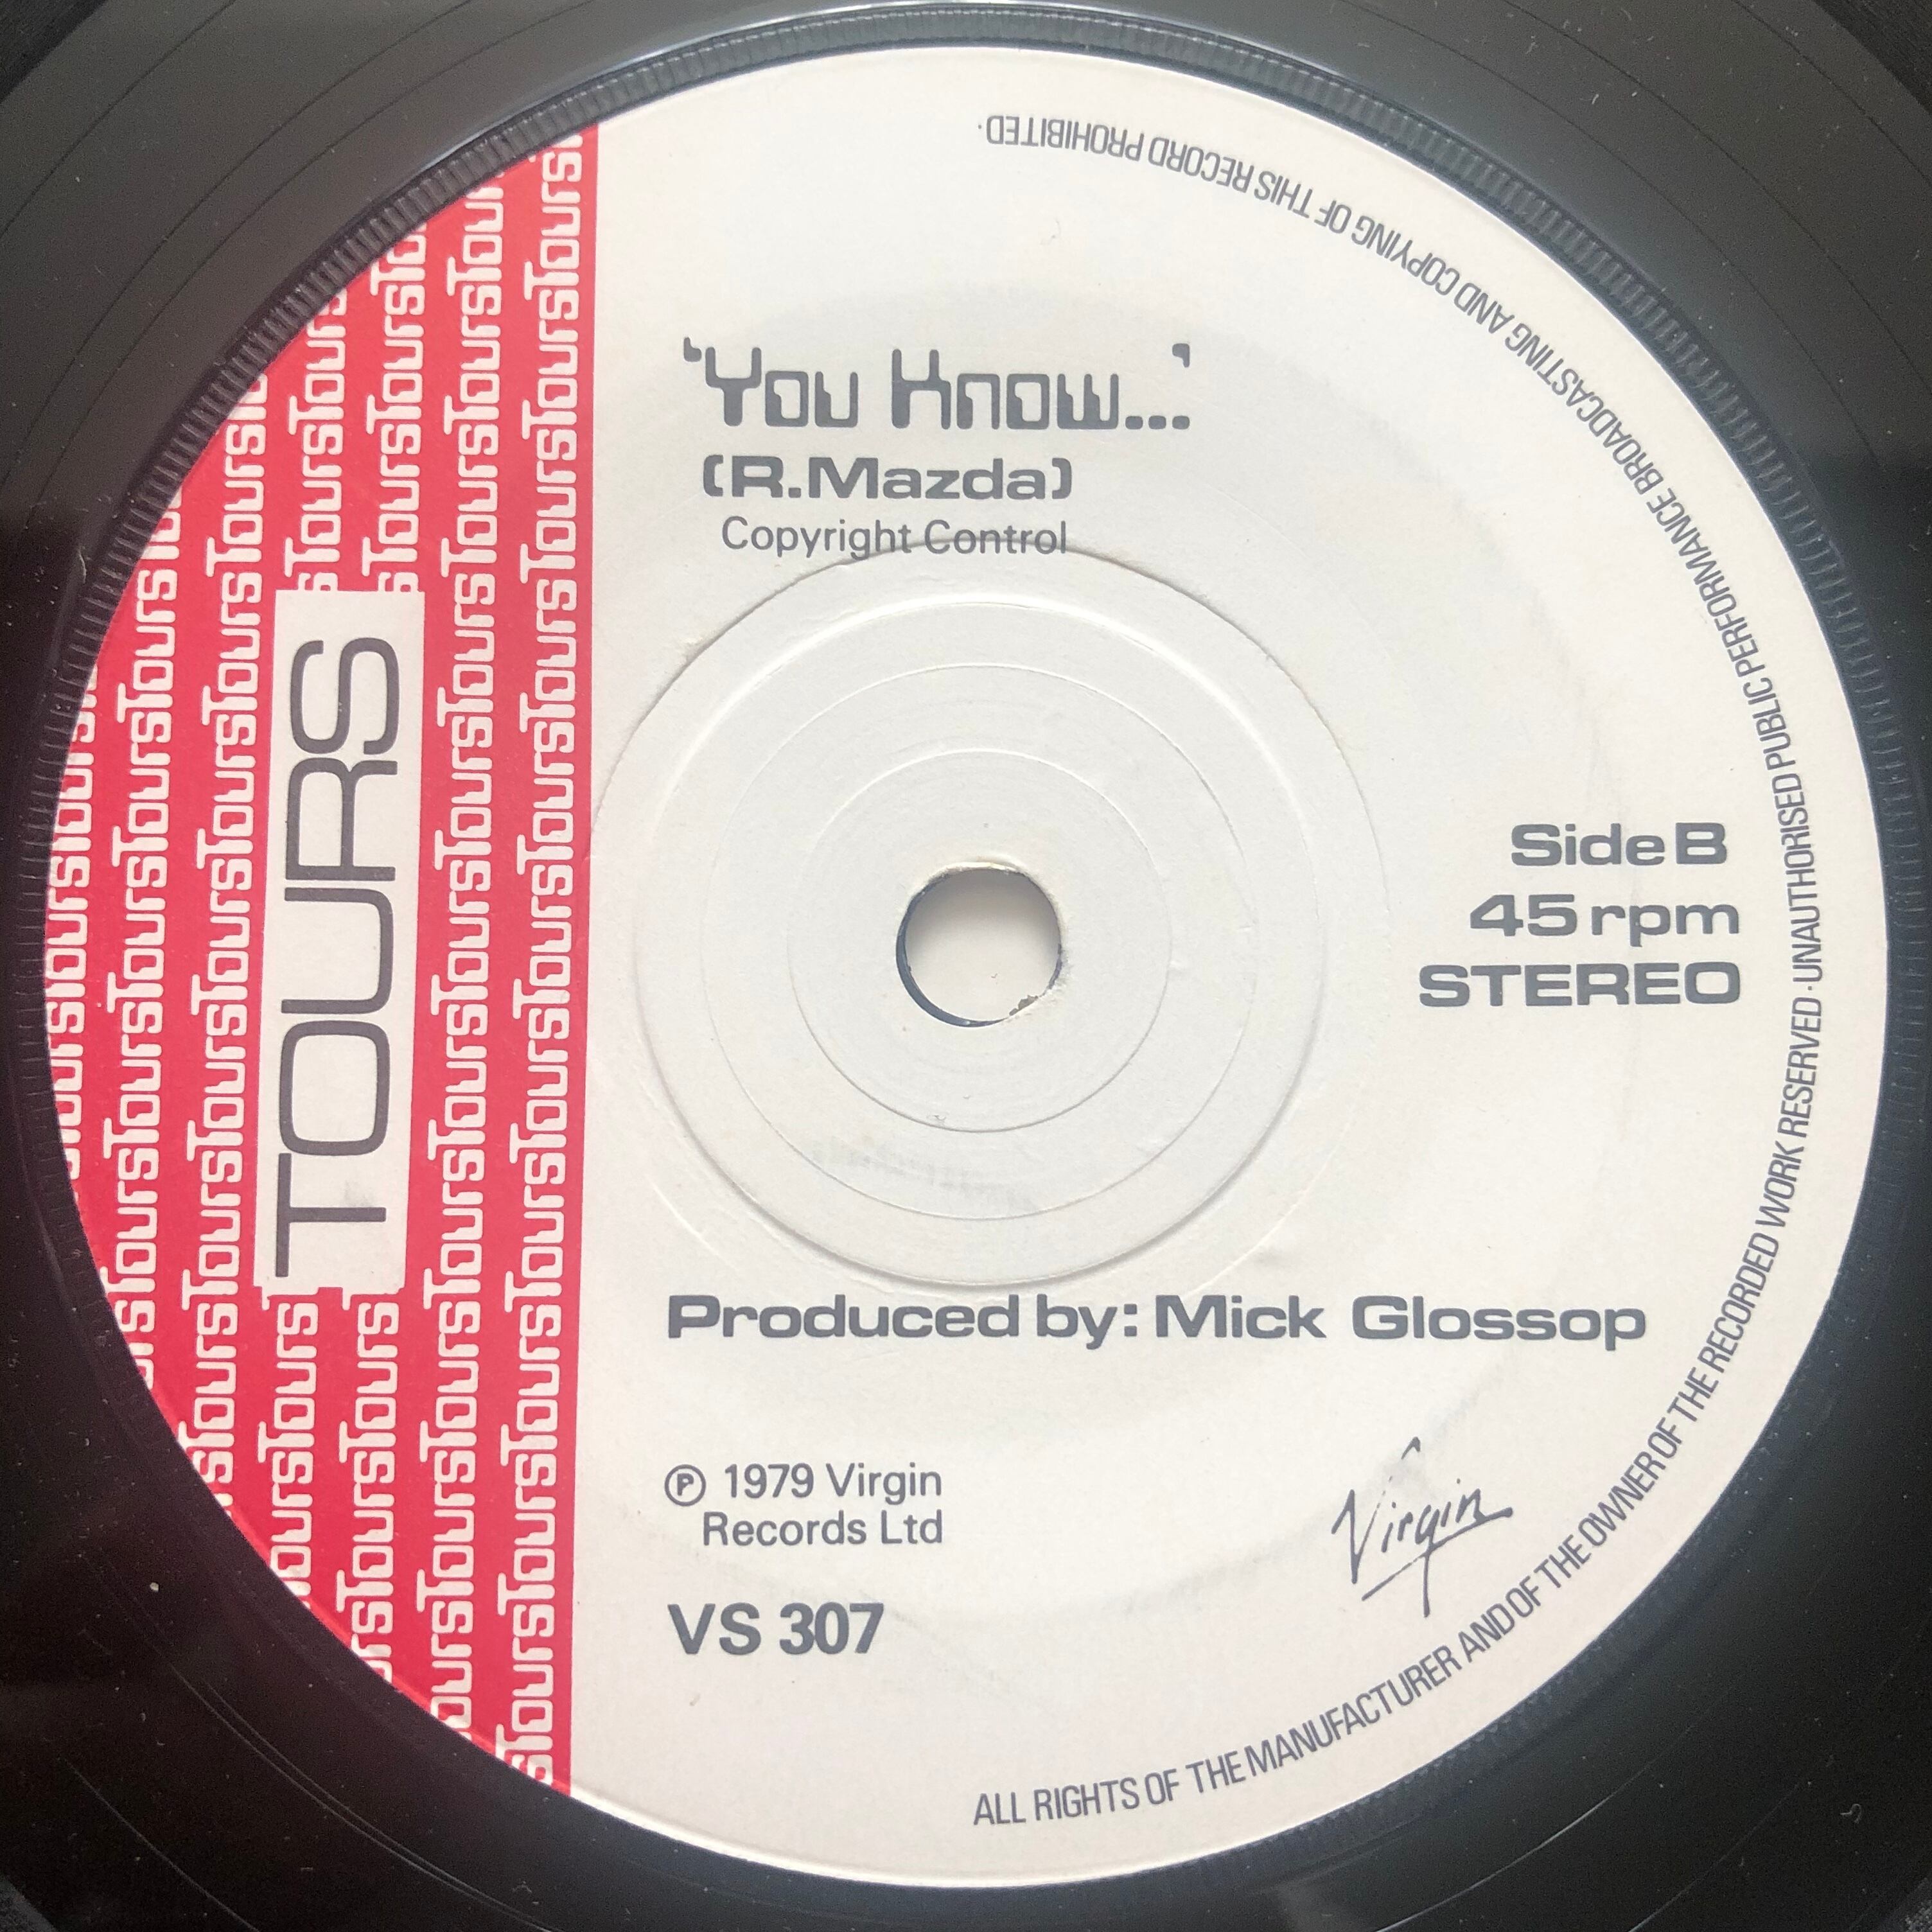 'You Know...'
(R.Mazda)
Copyright Control
TOURS
Side B
45 rpm
STEREO
Produced by: Mick Glossop
℗ 1979 Virgin
Records Ltd
VS 307
Virgin
ALL RIGHTS OF THE MANUFACTURER AND OF THE OWNER OF THE RECORDED WORK RESERVED · UNAUTHORISED PUBLIC PERFORMANCE BROADCASTING AND COPYING OF THIS RECORD PROHIBITED ·
ToursToursToursToursToursToursTours